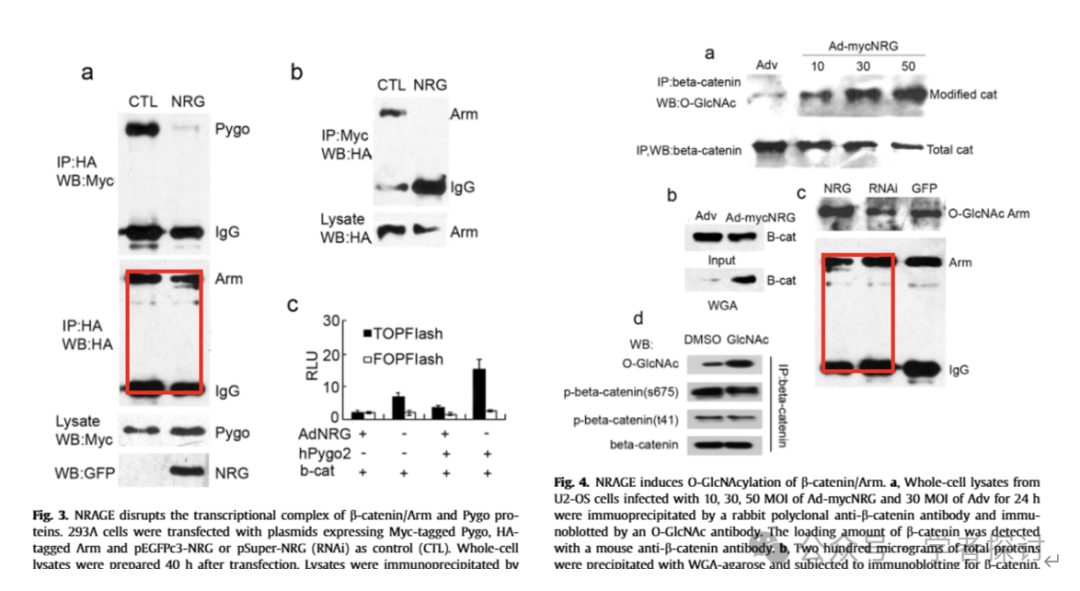 a
CTL NRG
Pygo
IP:HA
WB:Myc
IgG
Arm
IP:HA
WB:HA
IgG
Lysate
WB:Myc
Pygo
WB:GFP
NRG
b
CTL NRG
Arm
IP:Myc
WB:HA
IgG
Lysate
WB:HA
Arm
c
30
20
10
0
RLU
TOPFlash
FOPFlash
AdNRG + - + -
hPygo2 - - + +
b-cat + + + +
Fig. 3. NRAGE disrupts the transcriptional complex of β-catenin/Arm and Pygo pro-
teins. 293A cells were transfected with plasmids expressing Myc-tagged Pygo, HA-
tagged Arm and pEGFPc3-NRG or pSuper-NRG (RNAi) as control (CTL). Whole-cell
lysates were prepared 40 h after transfection. Lysates were immunoprecipitated by
a
Ad-mycNRG
Adv 10 30 50
IP:beta-catenin
WB:O-GlcNAc
Modified cat
IP,WB:beta-catenin
Total cat
b
Adv Ad-mycNRG
B-cat
Input
B-cat
WGA
c
NRG RNAi GFP
O-GlcNAc Arm
Arm
IgG
d
WB:
DMSO GlcNAc
O-GlcNAc
p-beta-catenin(s675)
p-beta-catenin(t41)
beta-catenin
IP:beta-catenin
Fig. 4. NRAGE induces O-GlcNAcylation of β-catenin/Arm. a, Whole-cell lysates from
U2-OS cells infected with 10, 30, 50 MOI of Ad-mycNRG and 30 MOI of Adv for 24 h
were immuoprecipitated by a rabbit polyclonal anti-β-catenin antibody and immu-
noblotted by an O-GlcNAc antibody. The loading amount of β-catenin was detected
with a mouse anti-β-catenin antibody. b, Two hundred micrograms of total proteins
were precipitated with WGA-agarose and subjected to immunoblotting for β-catenin.
公众号 · 学者探讨